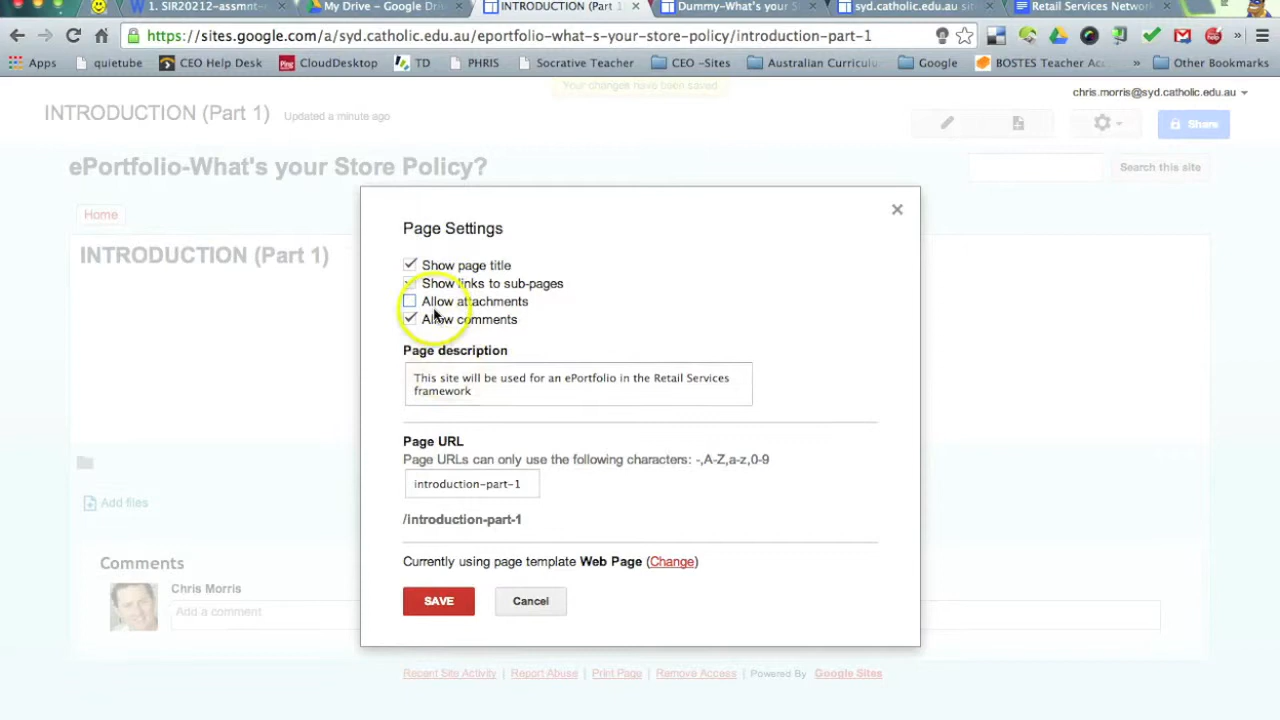 1. SIR20212-assmnt-
My Drive – Google Dri
INTRODUCTION (Part 1
Dummy-What's your S
syd.catholic.edu.au site
Retail Services Network
https://sites.google.com/a/syd.catholic.edu.au/eportfolio-what-s-your-store-policy/introduction-part-1
Apps quietube CEO Help Desk CloudDesktop TD PHRIS Socrative Teacher CEO -Sites Australian Curriculu Google BOSTES Teacher Acc » Other Bookmarks
Your changes have been saved
chris.morris@syd.catholic.edu.au
INTRODUCTION (Part 1) Updated a minute ago
Share
ePortfolio-What's your Store Policy?
Search this site
Home
INTRODUCTION (Part 1)
Page Settings
Show page title
Show links to sub-pages
Allow attachments
Allow comments
Page description
This site will be used for an ePortfolio in the Retail Services
framework
Page URL
Page URLs can only use the following characters: -,A-Z,a-z,0-9
introduction-part-1
/introduction-part-1
Currently using page template Web Page (Change)
SAVE Cancel
Add files
Comments
Chris Morris
Add a comment
Recent Site Activity | Report Abuse | Print Page | Remove Access | Powered By Google Sites